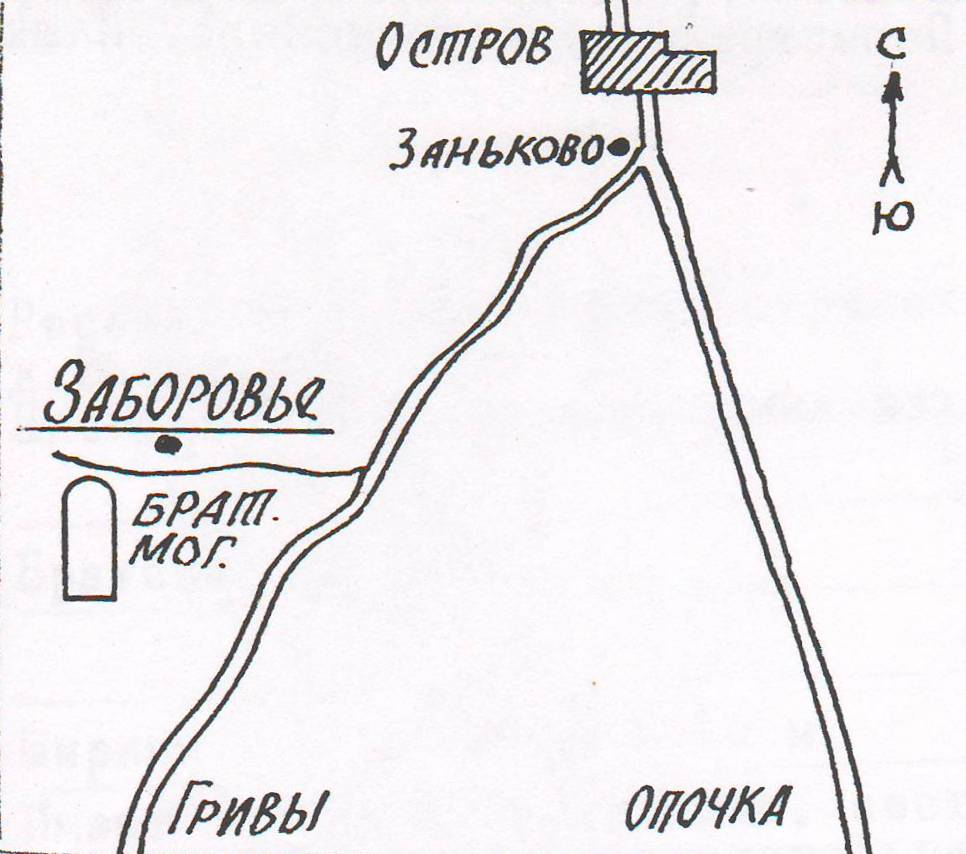 ОСТРОВ
С
ЗАНЬКОВО
Ю
ЗАБОРОВЬЕ
БРАТ.
МОГ.
ГРИВЫ
ОПОЧКА